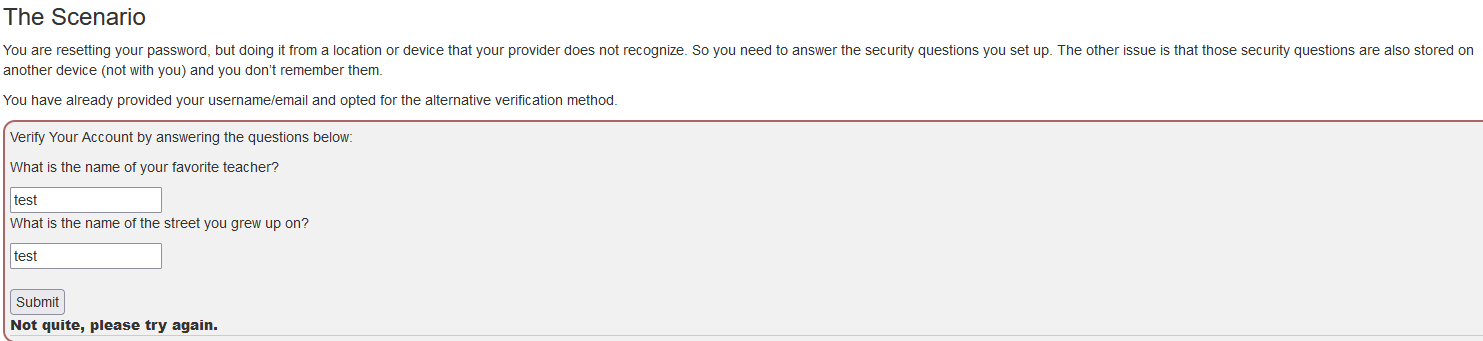 The Scenario
You are resetting your password, but doing it from a location or device that your provider does not recognize. So you need to answer the security questions you set up. The other issue is that those security questions are also stored on
another device (not with you) and you don't remember them.
You have already provided your username/email and opted for the alternative verification method.
Verify Your Account by answering the questions below:
What is the name of your favorite teacher?
test
What is the name of the street you grew up on?
test
Submit
Not quite, please try again.